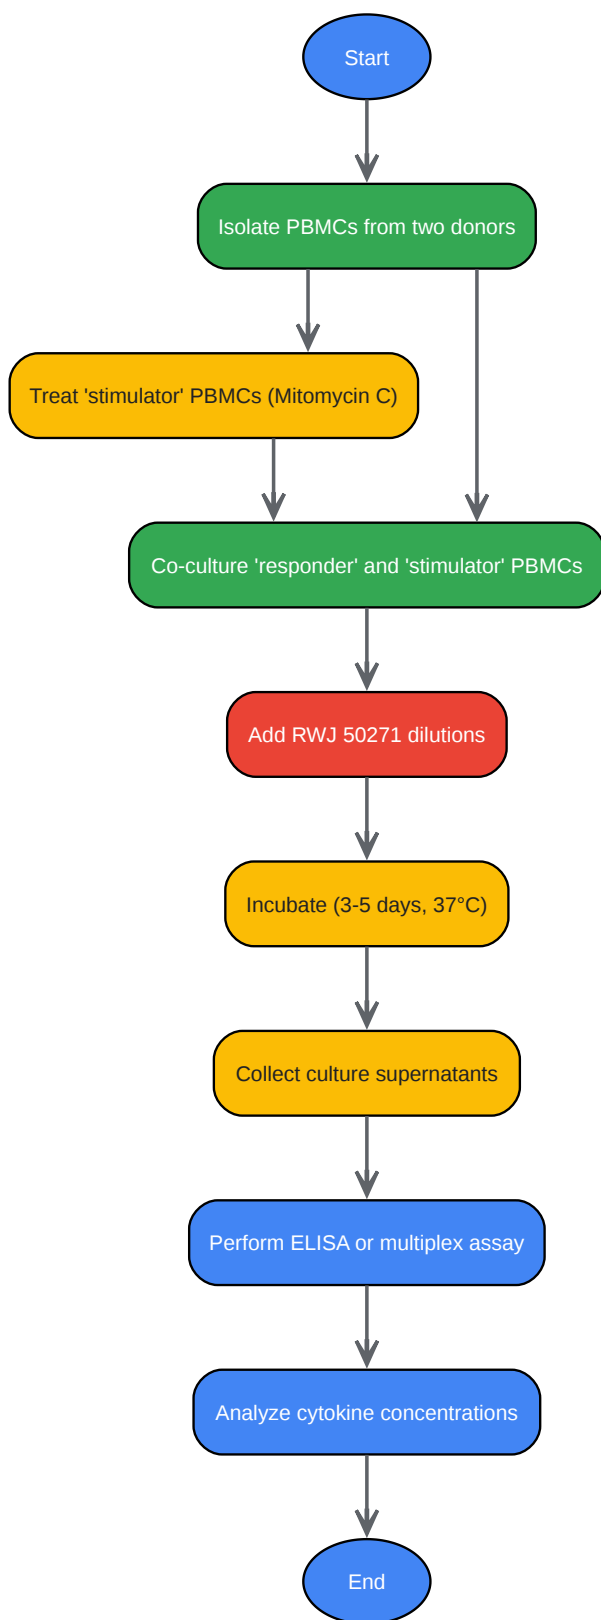 Start
Isolate PBMCs from two donors
Treat 'stimulator' PBMCs (Mitomycin C)
Co-culture 'responder' and 'stimulator' PBMCs
Add RWJ 50271 dilutions
Incubate (3-5 days, 37°C)
Collect culture supernatants
Perform ELISA or multiplex assay
Analyze cytokine concentrations
End